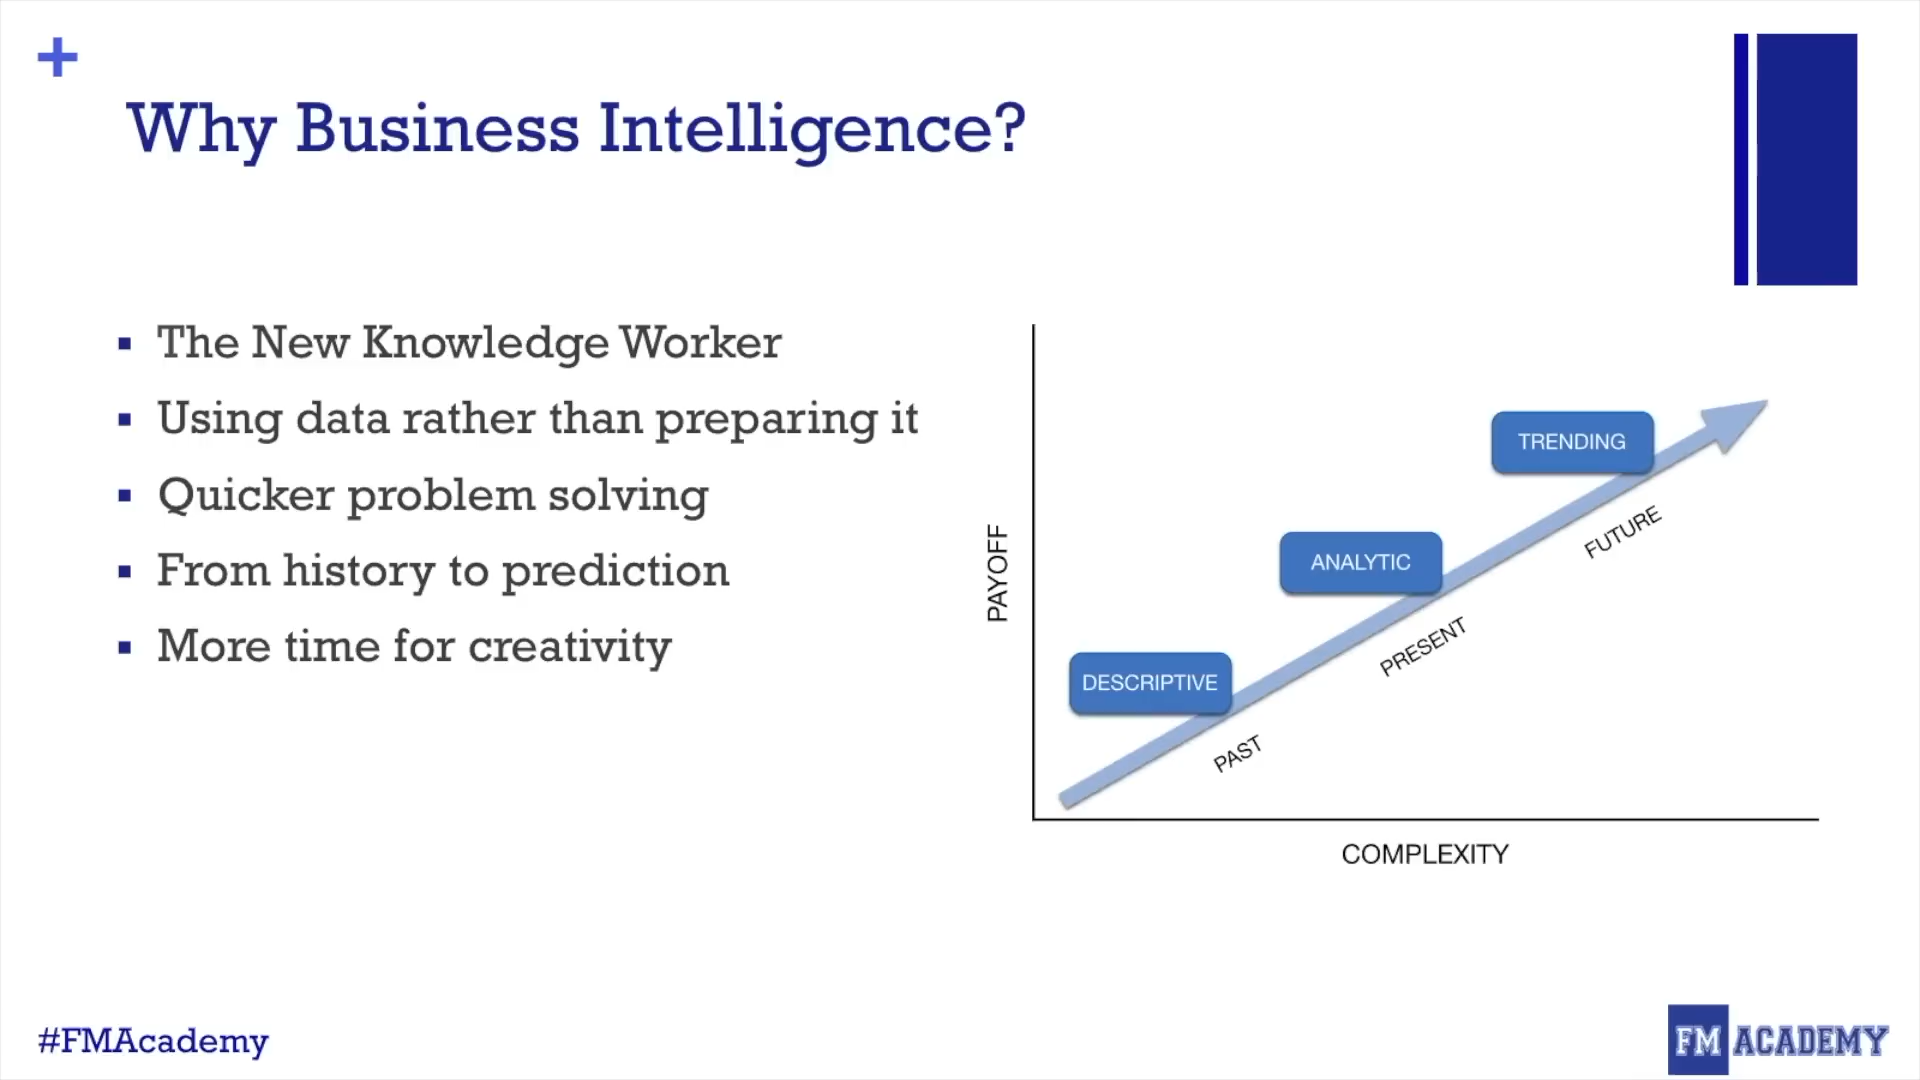 +
Why Business Intelligence?
The New Knowledge Worker
Using data rather than preparing it
Quicker problem solving
From history to prediction
More time for creativity
PAYOFF
TRENDING
FUTURE
ANALYTIC
PRESENT
DESCRIPTIVE
PAST
COMPLEXITY
#FMAcademy
FM ACADEMY